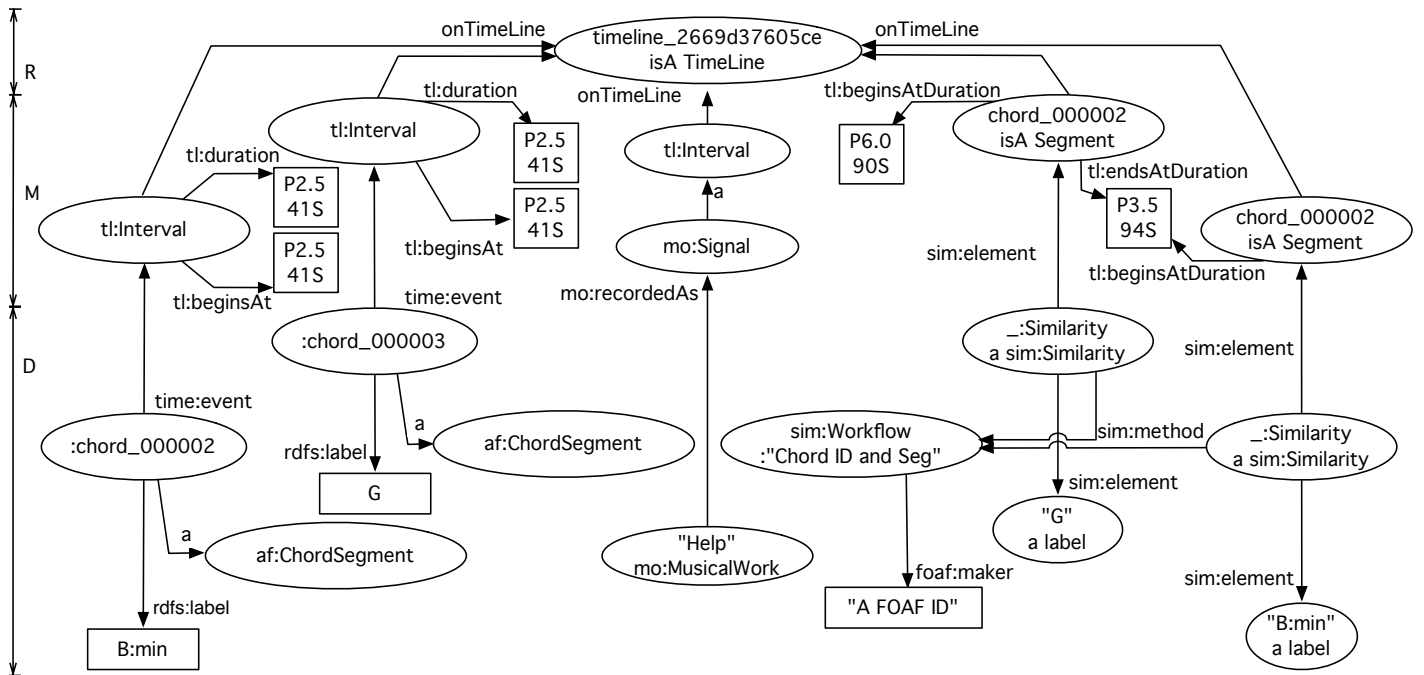 onTimeLine
timeline_2669d37605ce
isA TimeLine
onTimeLine
R
tl:duration
onTimeLine
tl:beginsAtDuration
tl:Interval
P2.5
41S
tl:Interval
P6.0
90S
chord_000002
isA Segment
tl:duration
P2.5
41S
M
P2.5
41S
tl:endsAtDuration
a
tl:Interval
P2.5
41S
tl:beginsAt
mo:Signal
sim:element
P3.5
94S
chord_000002
isA Segment
tl:beginsAt
time:event
mo:recordedAs
tl:beginsAtDuration
:chord_000003
_:Similarity
a sim:Similarity
sim:element
D
time:event
:chord_000002
rdfs:label
a
af:ChordSegment
sim:Workflow
:"Chord ID and Seg"
sim:method
_:Similarity
a sim:Similarity
G
sim:element
a
af:ChordSegment
"Help"
mo:MusicalWork
"G"
a label
foaf:maker
sim:element
rdfs:label
"A FOAF ID"
B:min
"B:min"
a label